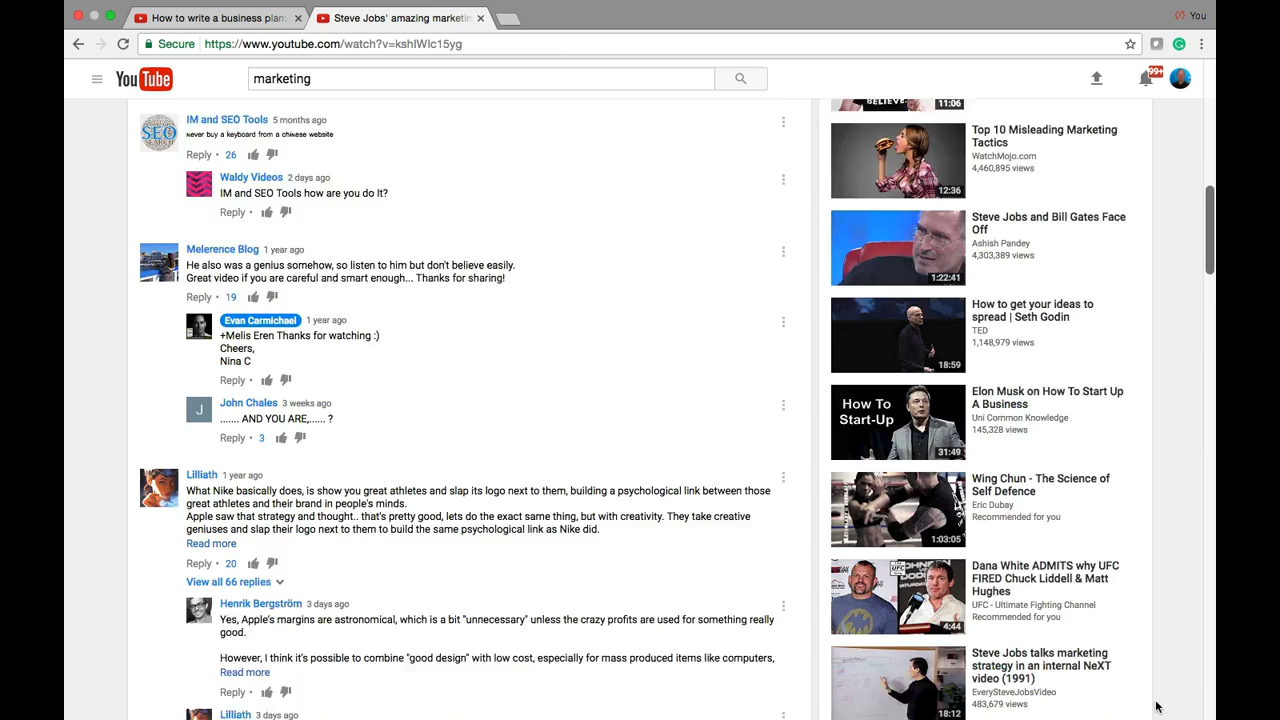 How to write a business plan:
Steve Jobs' amazing marketin
You
Secure
https://www.youtube.com/watch?v=kshIWIc15yg
YouTube
marketing
99+
IM and SEO Tools 5 months ago
Never buy a keyboard from a chinese website
Reply · 26
Waldy Videos 2 days ago
IM and SEO Tools how are you do It?
Reply ·
Melerence Blog 1 year ago
He also was a genius somehow, so listen to him but don't believe easily.
Great video if you are careful and smart enough... Thanks for sharing!
Reply · 19
Evan Carmichael 1 year ago
+Melis Eren Thanks for watching :)
Cheers,
Nina C
Reply ·
John Chales 3 weeks ago
....... AND YOU ARE,...... ?
Reply · 3
Lilliath 1 year ago
What Nike basically does, is show you great athletes and slap its logo next to them, building a psychological link between those
great athletes and their brand in people's minds.
Apple saw that strategy and thought.. that's pretty good, lets do the exact same thing, but with creativity. They take creative
geniuses and slap their logo next to them to build the same psychological link as Nike did.
Read more
Reply · 20
View all 66 replies
Henrik Bergström 3 days ago
Yes, Apple's margins are astronomical, which is a bit "unnecessary" unless the crazy profits are used for something really
good.
However, I think it's possible to combine "good design" with low cost, especially for mass produced items like computers,
Read more
Reply ·
Lilliath 3 days ago
BELIEVE.
11:06
Top 10 Misleading Marketing
Tactics
WatchMojo.com
4,460,895 views
12:36
Steve Jobs and Bill Gates Face
Off
Ashish Pandey
4,303,389 views
1:22:41
How to get your ideas to
spread | Seth Godin
TED
1,148,979 views
18:59
How To
Start-Up
Elon Musk on How To Start Up
A Business
Uni Common Knowledge
145,328 views
31:49
Wing Chun - The Science of
Self Defence
Eric Dubay
Recommended for you
1:03:05
Dana White ADMITS why UFC
FIRED Chuck Liddell & Matt
Hughes
UFC - Ultimate Fighting Channel
Recommended for you
4:44
Steve Jobs talks marketing
strategy in an internal NeXT
video (1991)
EverySteveJobsVideo
483,679 views
18:12